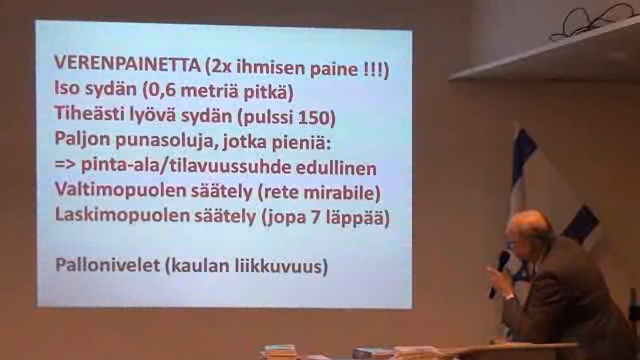 VERENPAINETTA (2x ihmisen paine !!!)
Iso sydän (0,6 metriä pitkä)
Tiheästi lyövä sydän (pulssi 150)
Paljon punasoluja, jotka pieniä:
=> pinta-ala/tilavuussuhde edullinen
Valtimopuolen säätely (rete mirabile)
Laskimopuolen säätely (jopa 7 läppää)
Pallonivelet (kaulan liikkuvuus)